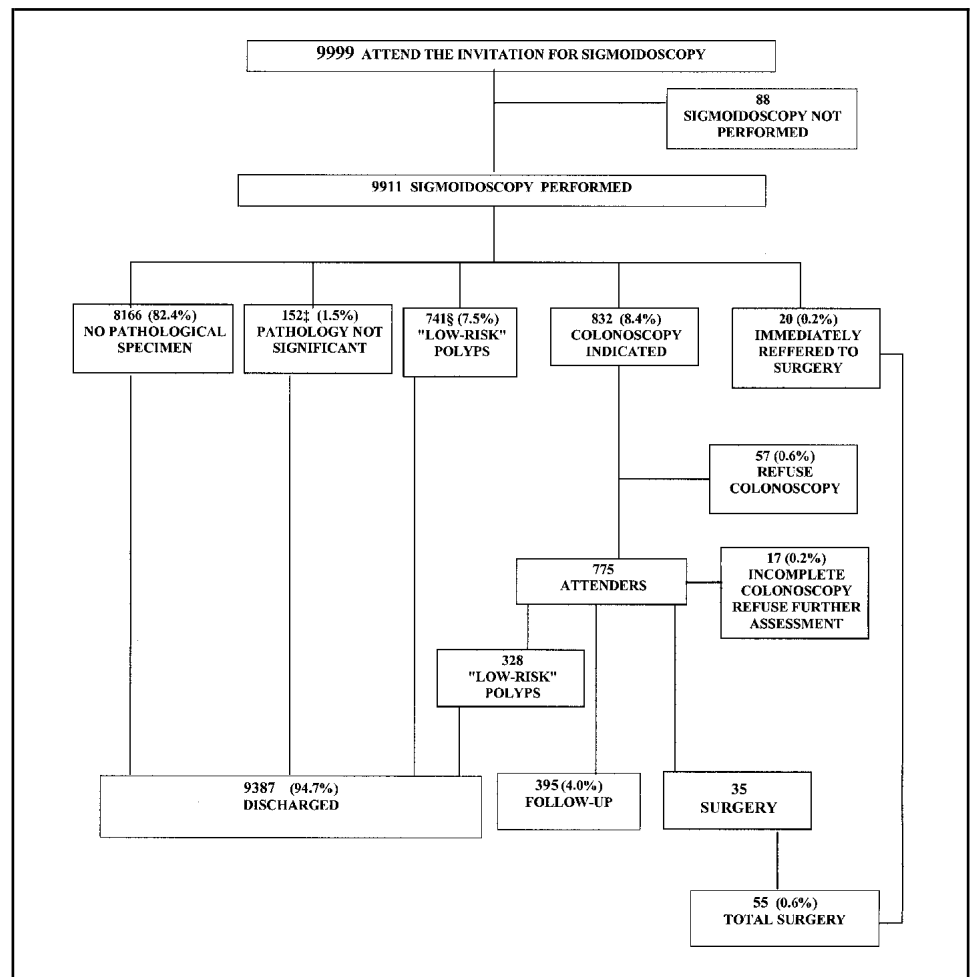 9999 ATTEND THE INVITATION FOR SIGMOIDOSCOPY
88
SIGMOIDOSCOPY NOT
PERFORMED
9911 SIGMOIDOSCOPY PERFORMED
8166 (82.4%)
NO PATHOLOGICAL
SPECIMEN
152‡ (1.5%)
PATHOLOGY NOT
SIGNIFICANT
741§ (7.5%)
"LOW-RISK"
POLYPS
832 (8.4%)
COLONOSCOPY
INDICATED
20 (0.2%)
IMMEDIATELY
REFFERED TO
SURGERY
57 (0.6%)
REFUSE
COLONOSCOPY
775
ATTENDERS
17 (0.2%)
INCOMPLETE
COLONOSCOPY
REFUSE FURTHER
ASSESSMENT
328
"LOW-RISK"
POLYPS
9387 (94.7%)
DISCHARGED
395 (4.0%)
FOLLOW-UP
35
SURGERY
55 (0.6%)
TOTAL SURGERY